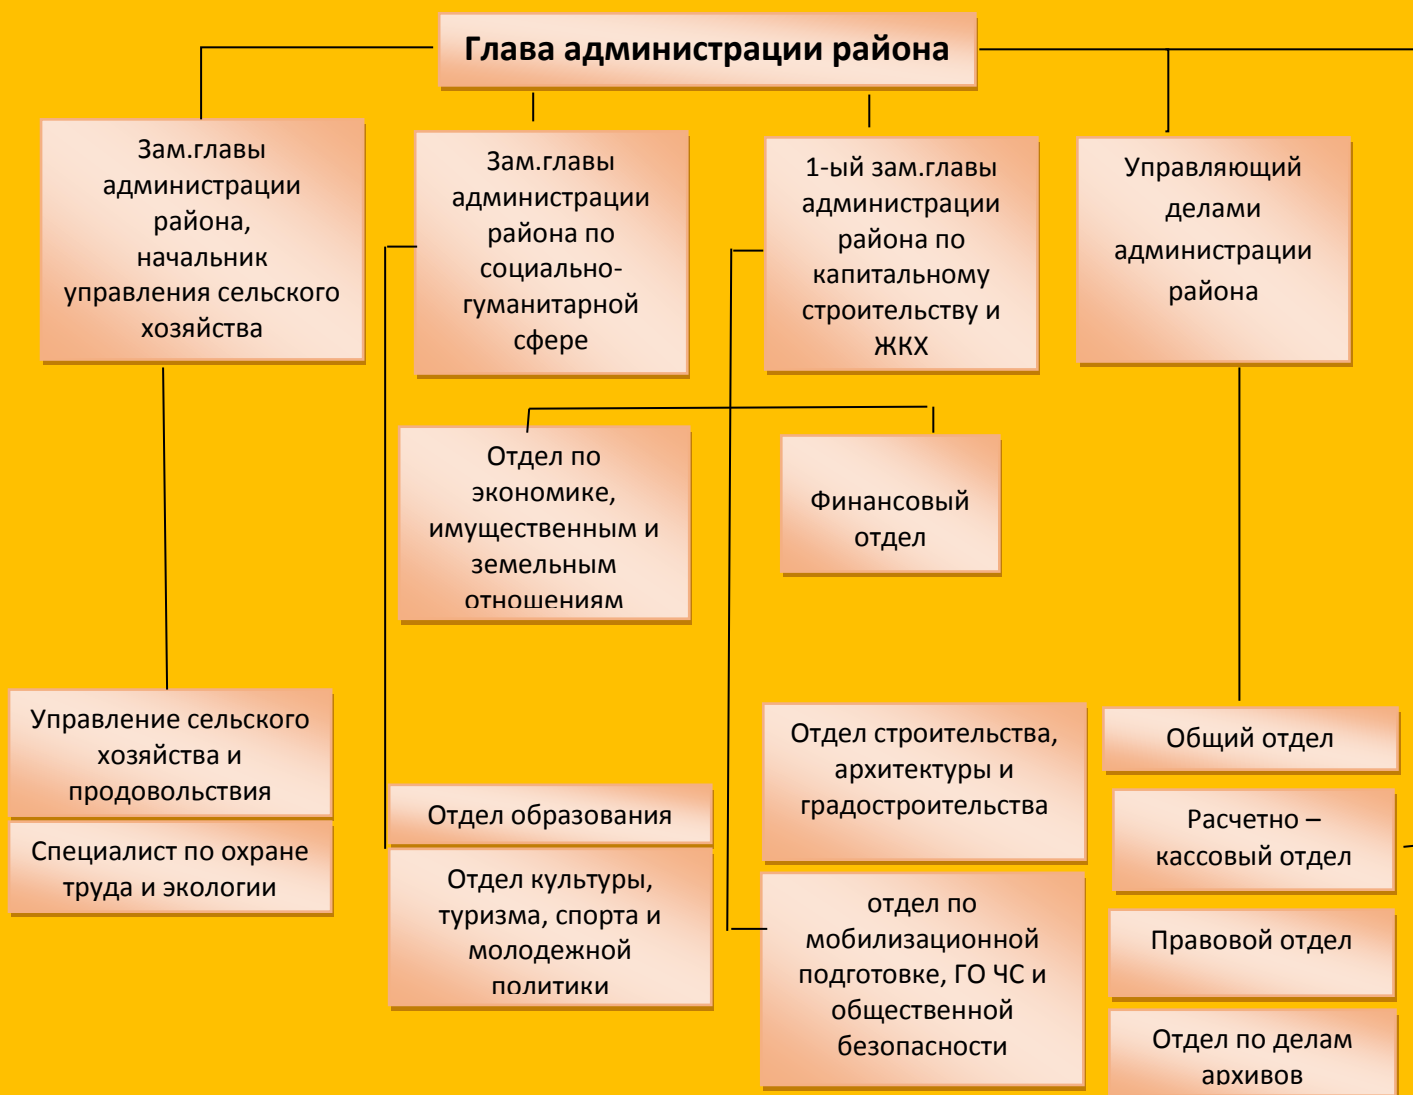 Глава администрации района
Зам.главы
администрации
района,
начальник
управления сельского
хозяйства
Зам.главы
администрации
района по
социально-
гуманитарной
сфере
1-ый зам.главы
администрации
района по
капитальному
строительству и
ЖКХ
Управляющий
делами
администрации
района
Отдел по
экономике,
имущественным и
земельным
отношениям
Финансовый
отдел
Управление сельского
хозяйства и
продовольствия
Специалист по охране
труда и экологии
Отдел образования
Отдел культуры,
туризма, спорта и
молодежной
политики
Отдел строительства,
архитектуры и
градостроительства
отдел по
мобилизационной
подготовке, ГО ЧС и
общественной
безопасности
Общий отдел
Расчетно –
кассовый отдел
Правовой отдел
Отдел по делам
архивов